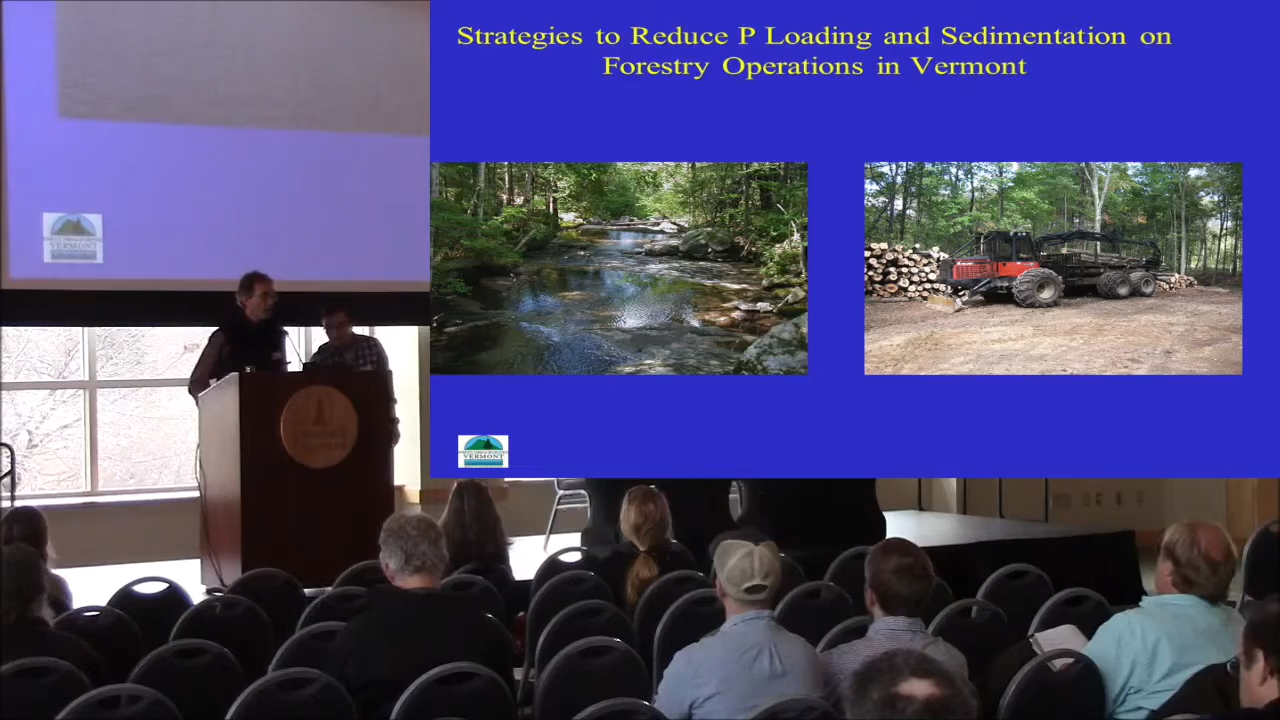 Strategies to Reduce P Loading and Sedimentation on
Forestry Operations in Vermont
VERMONT
VERMONT